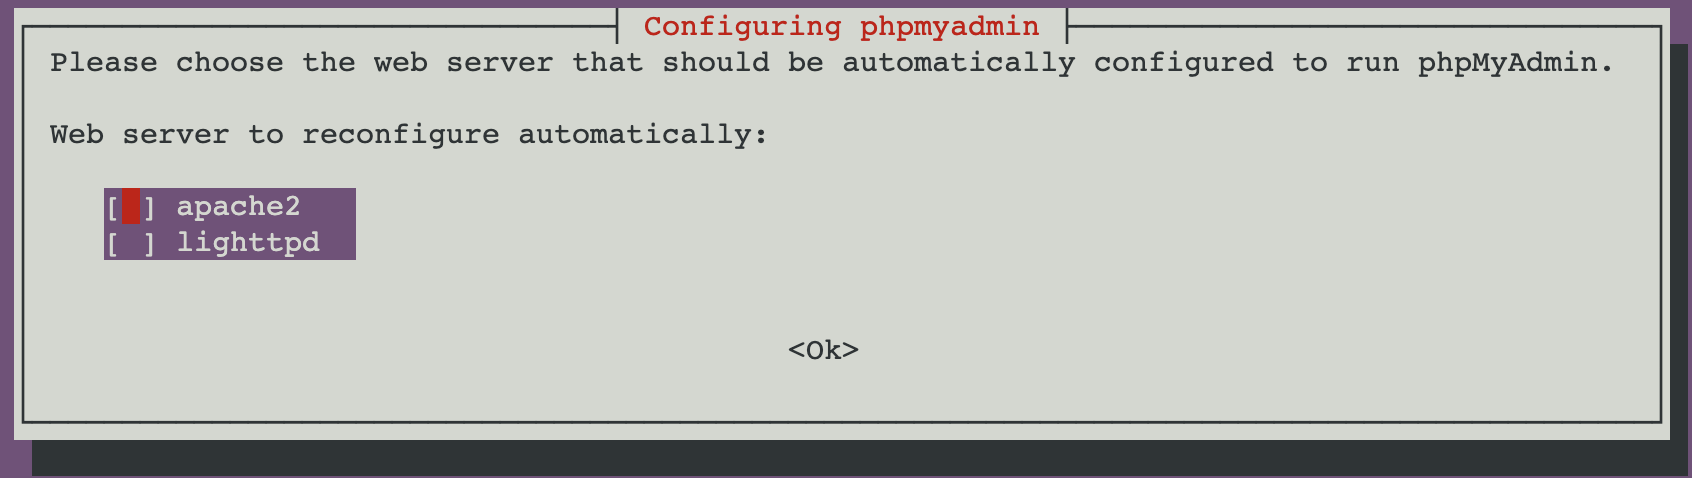 Configuring phpmyadmin
Please choose the web server that should be automatically configured to run phpMyAdmin.
Web server to reconfigure automatically:
[ ] apache2
[ ] lighttpd
<Ok>